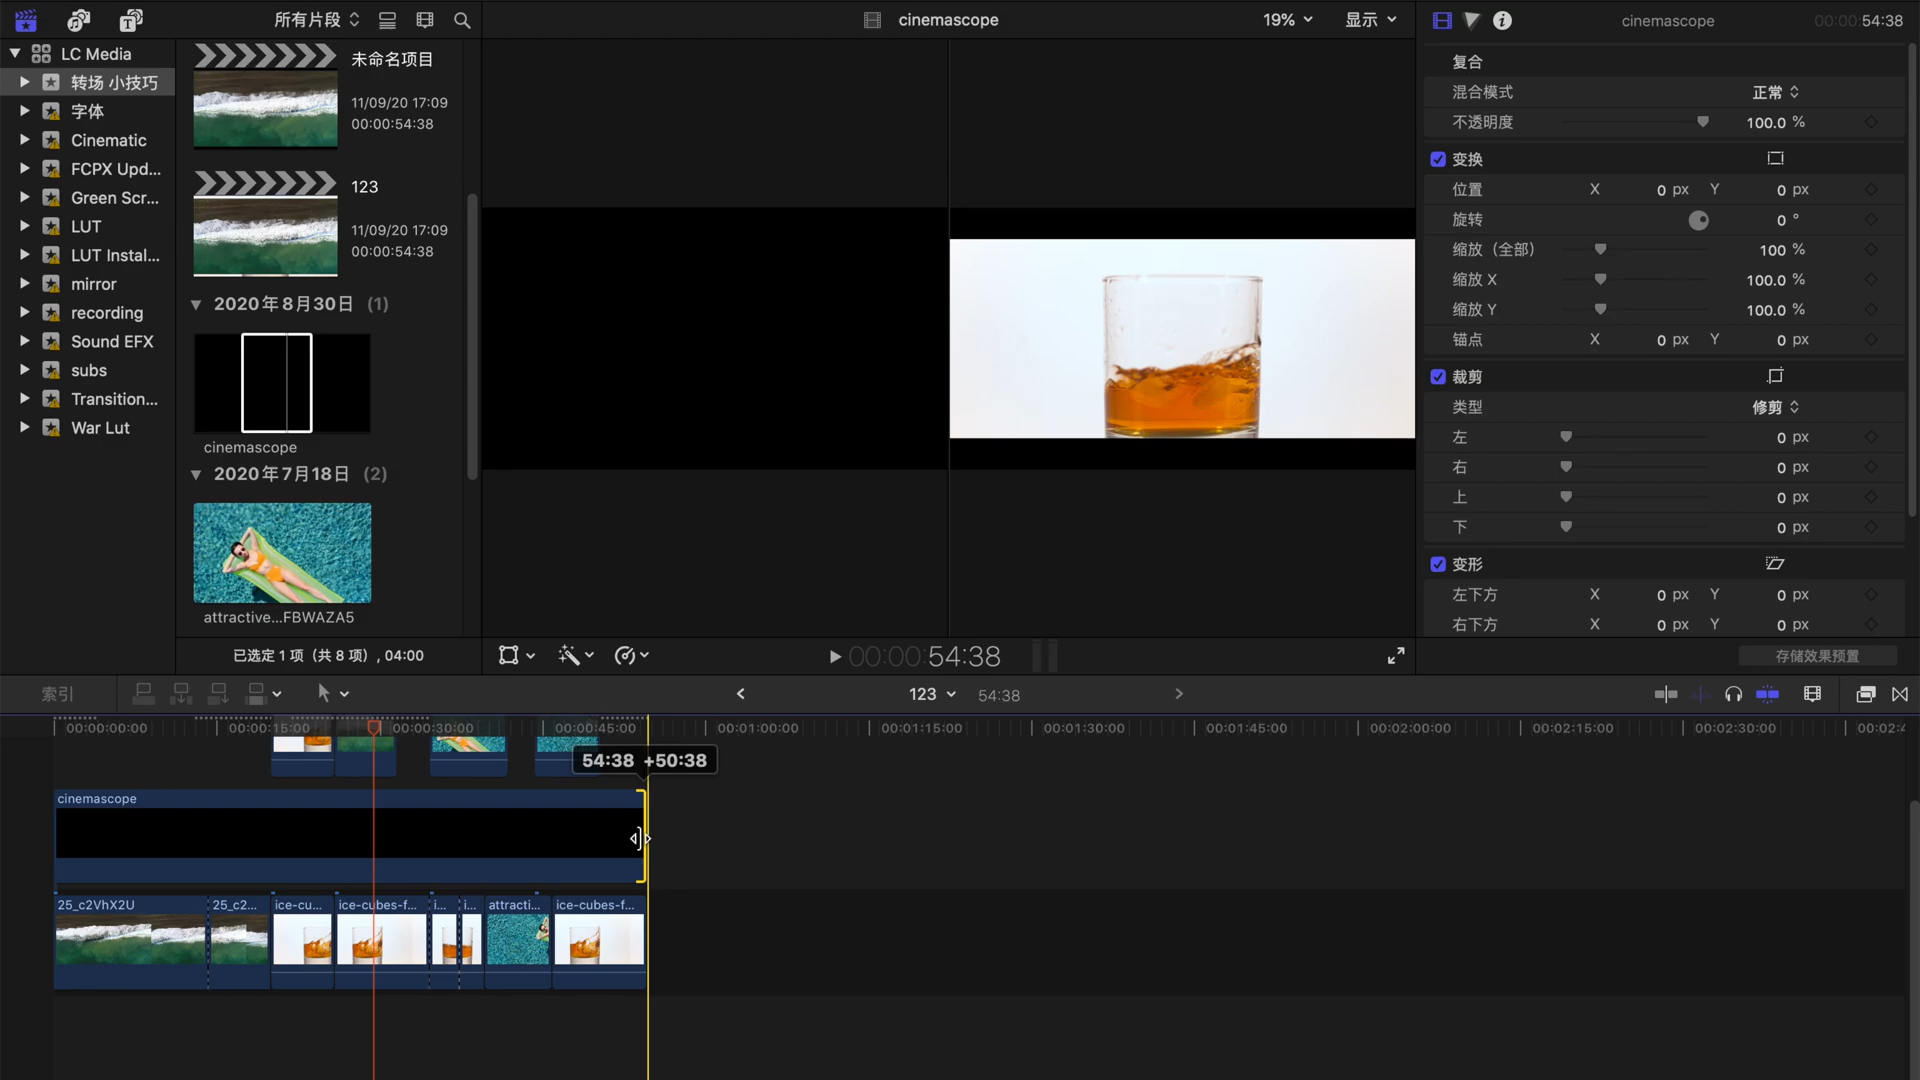 所有片段
cinemascope
19%
显示
cinemascope
00:00:54:38
LC Media
转场 小技巧
字体
Cinematic
FCPX Upd...
Green Scr...
LUT
LUT Instal...
mirror
recording
Sound EFX
subs
Transition...
War Lut
未命名项目
11/09/20 17:09
00:00:54:38
123
11/09/20 17:09
00:00:54:38
2020年8月30日 (1)
cinemascope
2020年7月18日 (2)
attractive...FBWAZA5
复合
混合模式 正常
不透明度 100.0 %
变换
位置 X 0 px Y 0 px
旋转 0 °
缩放 (全部) 100 %
缩放 X 100.0 %
缩放 Y 100.0 %
锚点 X 0 px Y 0 px
裁剪
类型 修剪
左 0 px
右 0 px
上 0 px
下 0 px
变形
左下方 X 0 px Y 0 px
右下方 X 0 px Y 0 px
已选定 1 项 (共 8 项) , 04:00
00:00:54:38
存储效果预置
索引
123
54:38
00:00:00:00 00:00:15:00 00:00:30:00 00:00:45:00 00:01:00:00 00:01:15:00 00:01:30:00 00:01:45:00 00:02:00:00 00:02:15:00 00:02:30:00 00:02:4
54:38 +50:38
cinemascope
25_c2VhX2U 25_c2... ice-cu... ice-cubes-f... i... i... attracti... ice-cubes-f...